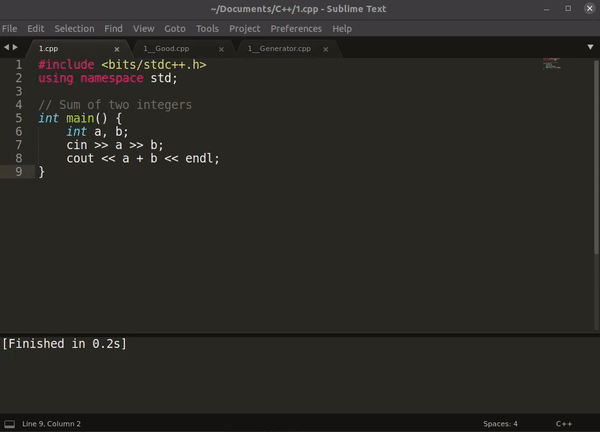 ~/Documents/C++/1.cpp - Sublime Text
File Edit Selection Find View Goto Tools Project Preferences Help
1.cpp × 1__Good.cpp × 1__Generator.cpp ×
1 #include <bits/stdc++.h>
2 using namespace std;
3
4 // Sum of two integers
5 int main() {
6 int a, b;
7 cin >> a >> b;
8 cout << a + b << endl;
9 }
[Finished in 0.2s]
Line 9, Column 2 Spaces: 4 C++